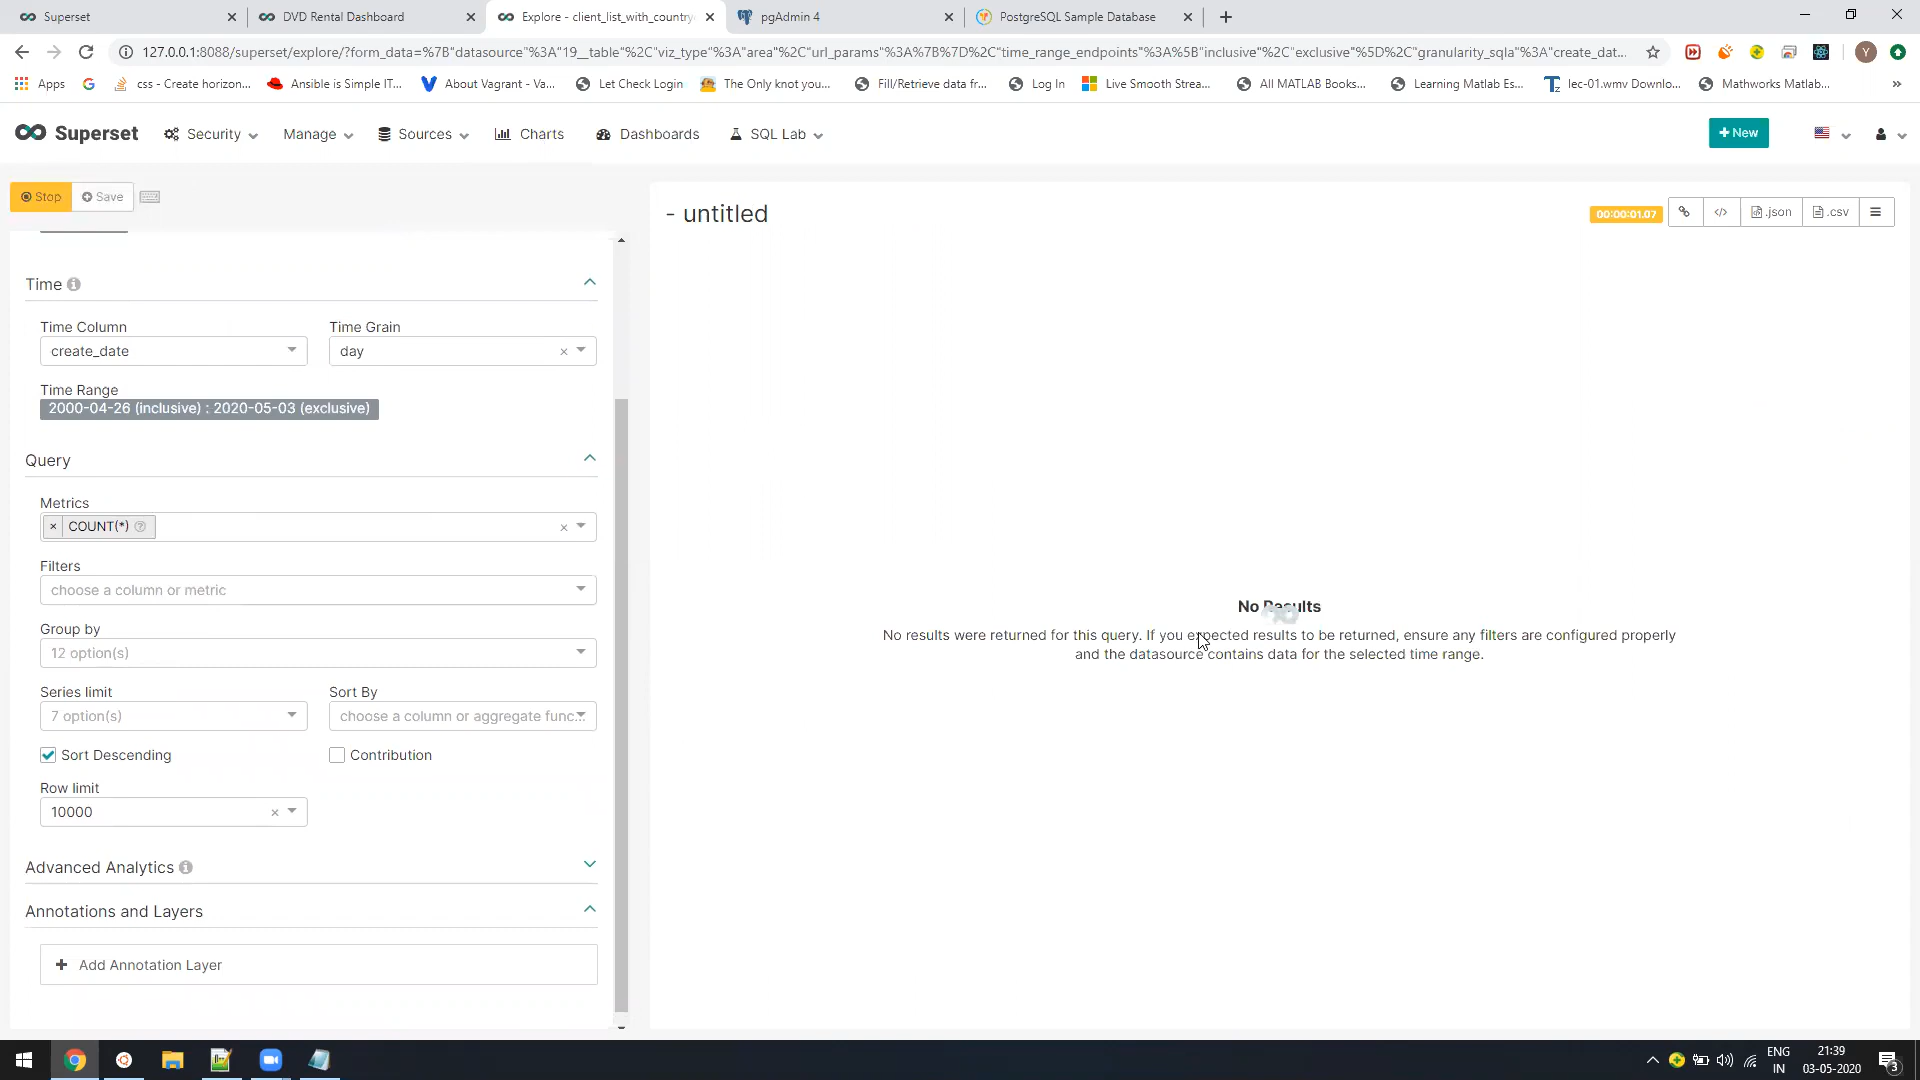 Superset
DVD Rental Dashboard
Explore - client_list_with_country
pgAdmin 4
PostgreSQL Sample Database
127.0.0.1:8088/superset/explore/?form_data=%7B"datasource"%3A"19__table"%2C"viz_type"%3A"area"%2C"url_params"%3A%7B%7D%2C"time_range_endpoints"%3A%5B"inclusive"%2C"exclusive"%5D%2C"granularity_sqla"%3A"create_dat...
Y
Apps
css - Create horizon...
Ansible is Simple IT...
About Vagrant - Va...
Let Check Login
The Only knot you...
Fill/Retrieve data fr...
Log In
Live Smooth Strea...
All MATLAB Books...
Learning Matlab Es...
lec-01.wmv Downlo...
Mathworks Matlab...
»
Superset
Security
Manage
Sources
Charts
Dashboards
SQL Lab
+ New
Stop
Save
- untitled
00:00:01.07
</>
.json
.csv
Time
Time Column
Time Grain
create_date
day
Time Range
2000-04-26 (inclusive) : 2020-05-03 (exclusive)
Query
Metrics
× COUNT(*)
Filters
choose a column or metric
Group by
12 option(s)
Series limit
Sort By
7 option(s)
choose a column or aggregate func...
Sort Descending
Contribution
Row limit
10000
Advanced Analytics
Annotations and Layers
+ Add Annotation Layer
No Results
No results were returned for this query. If you expected results to be returned, ensure any filters are configured properly
and the datasource contains data for the selected time range.
ENG
IN
21:39
03-05-2020
3